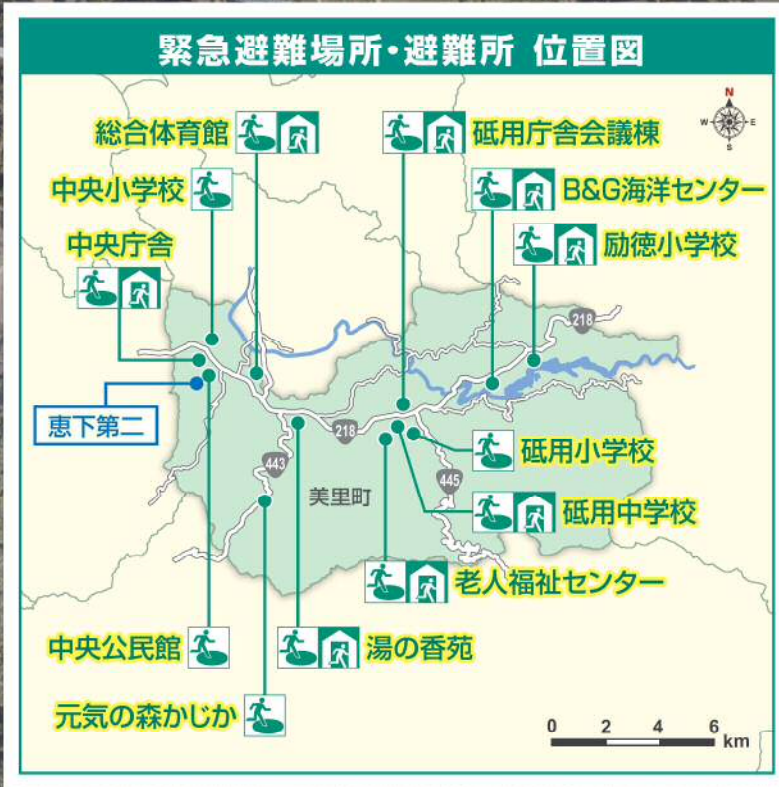 緊急避難場所・避難所 位置図
N
W
E
S
総合体育館
砥用庁舎会議棟
中央小学校
B&G海洋センター
中央庁舎
励徳小学校
218
恵下第二
218
443
445
美里町
砥用小学校
砥用中学校
老人福祉センター
中央公民館
湯の香苑
元気の森かじか
0 2 4 6
km